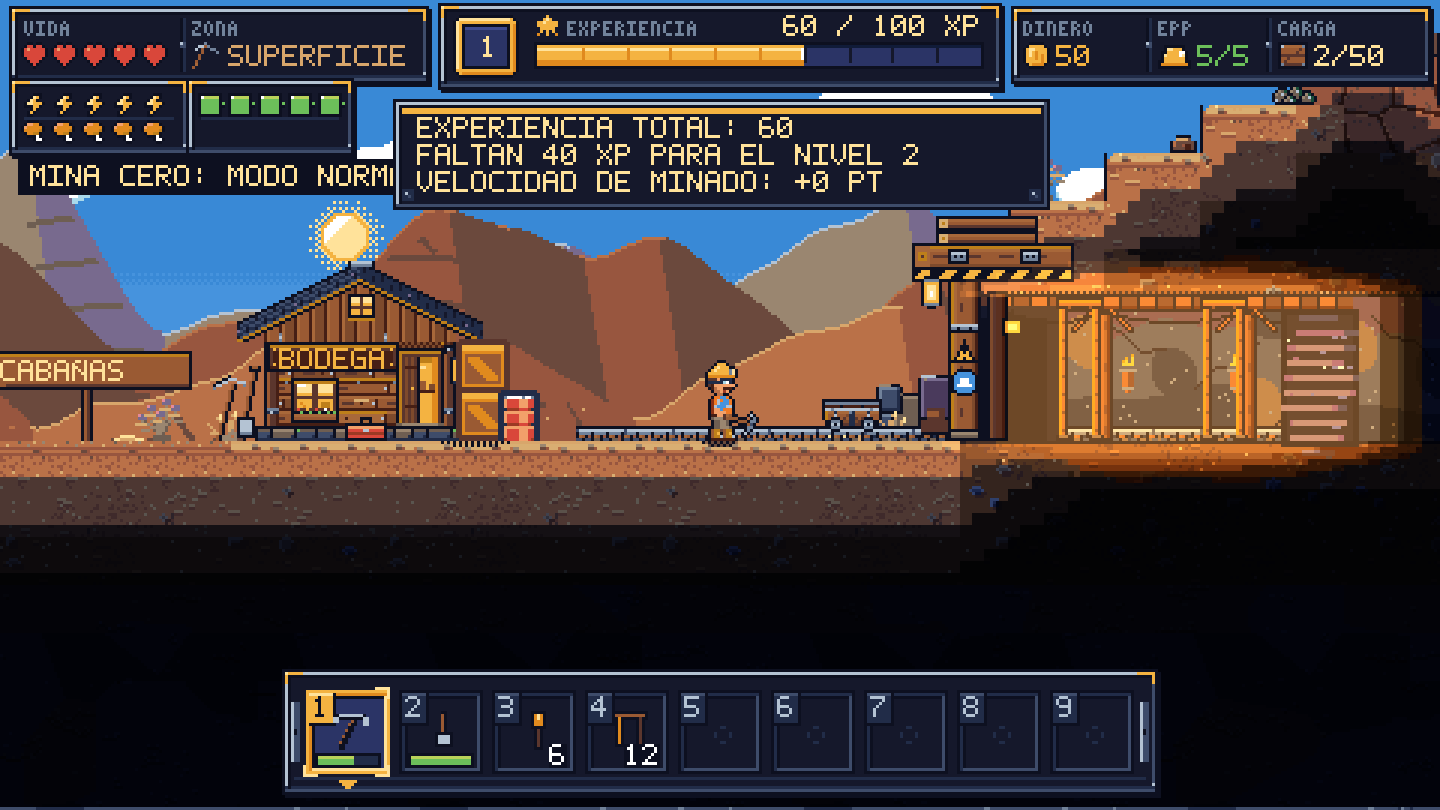 VIDA
ZONA
SUPERFICIE
1
EXPERIENCIA
60 / 100 XP
DINERO
50
EPP
5/5
CARGA
2/50
EXPERIENCIA TOTAL: 60
FALTAN 40 XP PARA EL NIVEL 2
VELOCIDAD DE MINADO: +0 PT
MINA CERO: MODO
CABAÑAS
BODEGA
1
2
3
6
4
12
5
6
7
8
9